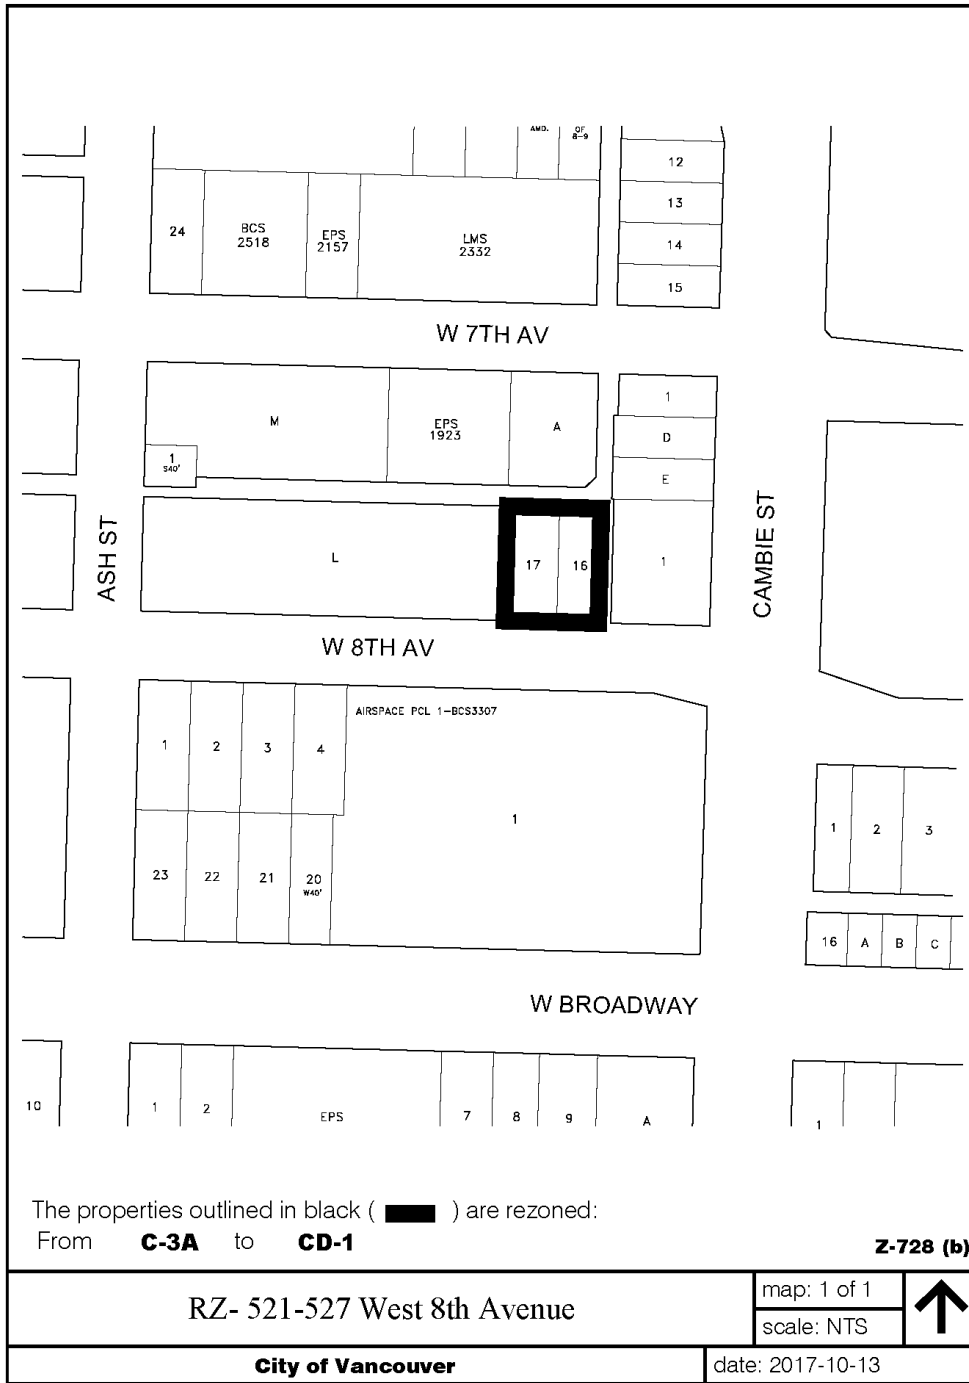 AMD.
OF
8-9
12
13
14
15
24
BCS
2518
EPS
2157
LMS
2332
W 7TH AV
M
EPS
1923
A
1
S40'
1
D
E
ASH ST
L
17
16
1
CAMBIE ST
W 8TH AV
AIRSPACE PCL 1-BCS3307
1
2
3
4
1
23
22
21
20
W40'
1
2
3
16
A
B
C
W BROADWAY
10
1
2
EPS
7
8
9
A
1
The properties outlined in black ( ) are rezoned:
From C-3A to CD-1
Z-728 (b)
RZ- 521-527 West 8th Avenue
map: 1 of 1
scale: NTS
City of Vancouver
date: 2017-10-13